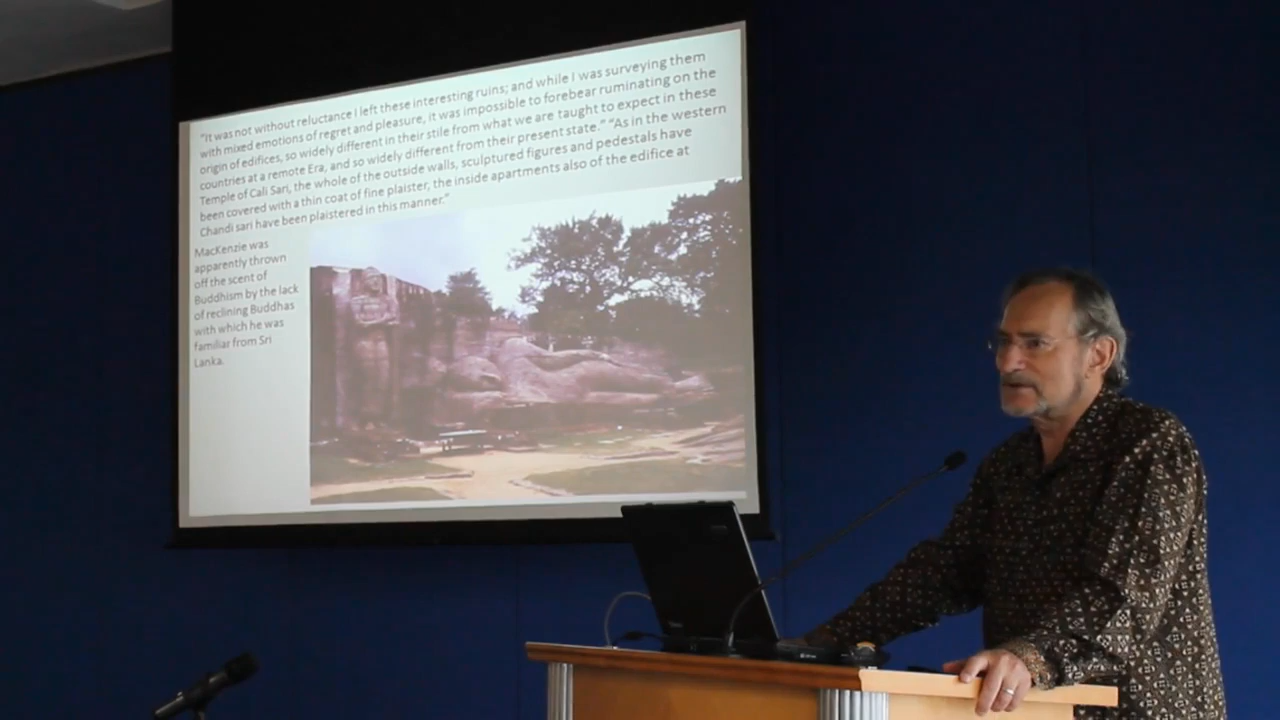 "It was not without reluctance I left these interesting ruins; and while I was surveying them
with mixed emotions of regret and pleasure, it was impossible to forebear ruminating on the
origin of edifices, so widely different in their stile from what we are taught to expect in these
countries at a remote Era, and so widely different from their present state." "As in the western
Temple of Cali Sari, the whole of the outside walls, sculptured figures and pedestals have
been covered with a thin coat of fine plaister, the inside apartments also of the edifice at
Chandi sari have been plaistered in this manner."
MacKenzie was
apparently thrown
off the scent of
Buddhism by the lack
of reclining Buddhas
with which he was
familiar from Sri
Lanka.